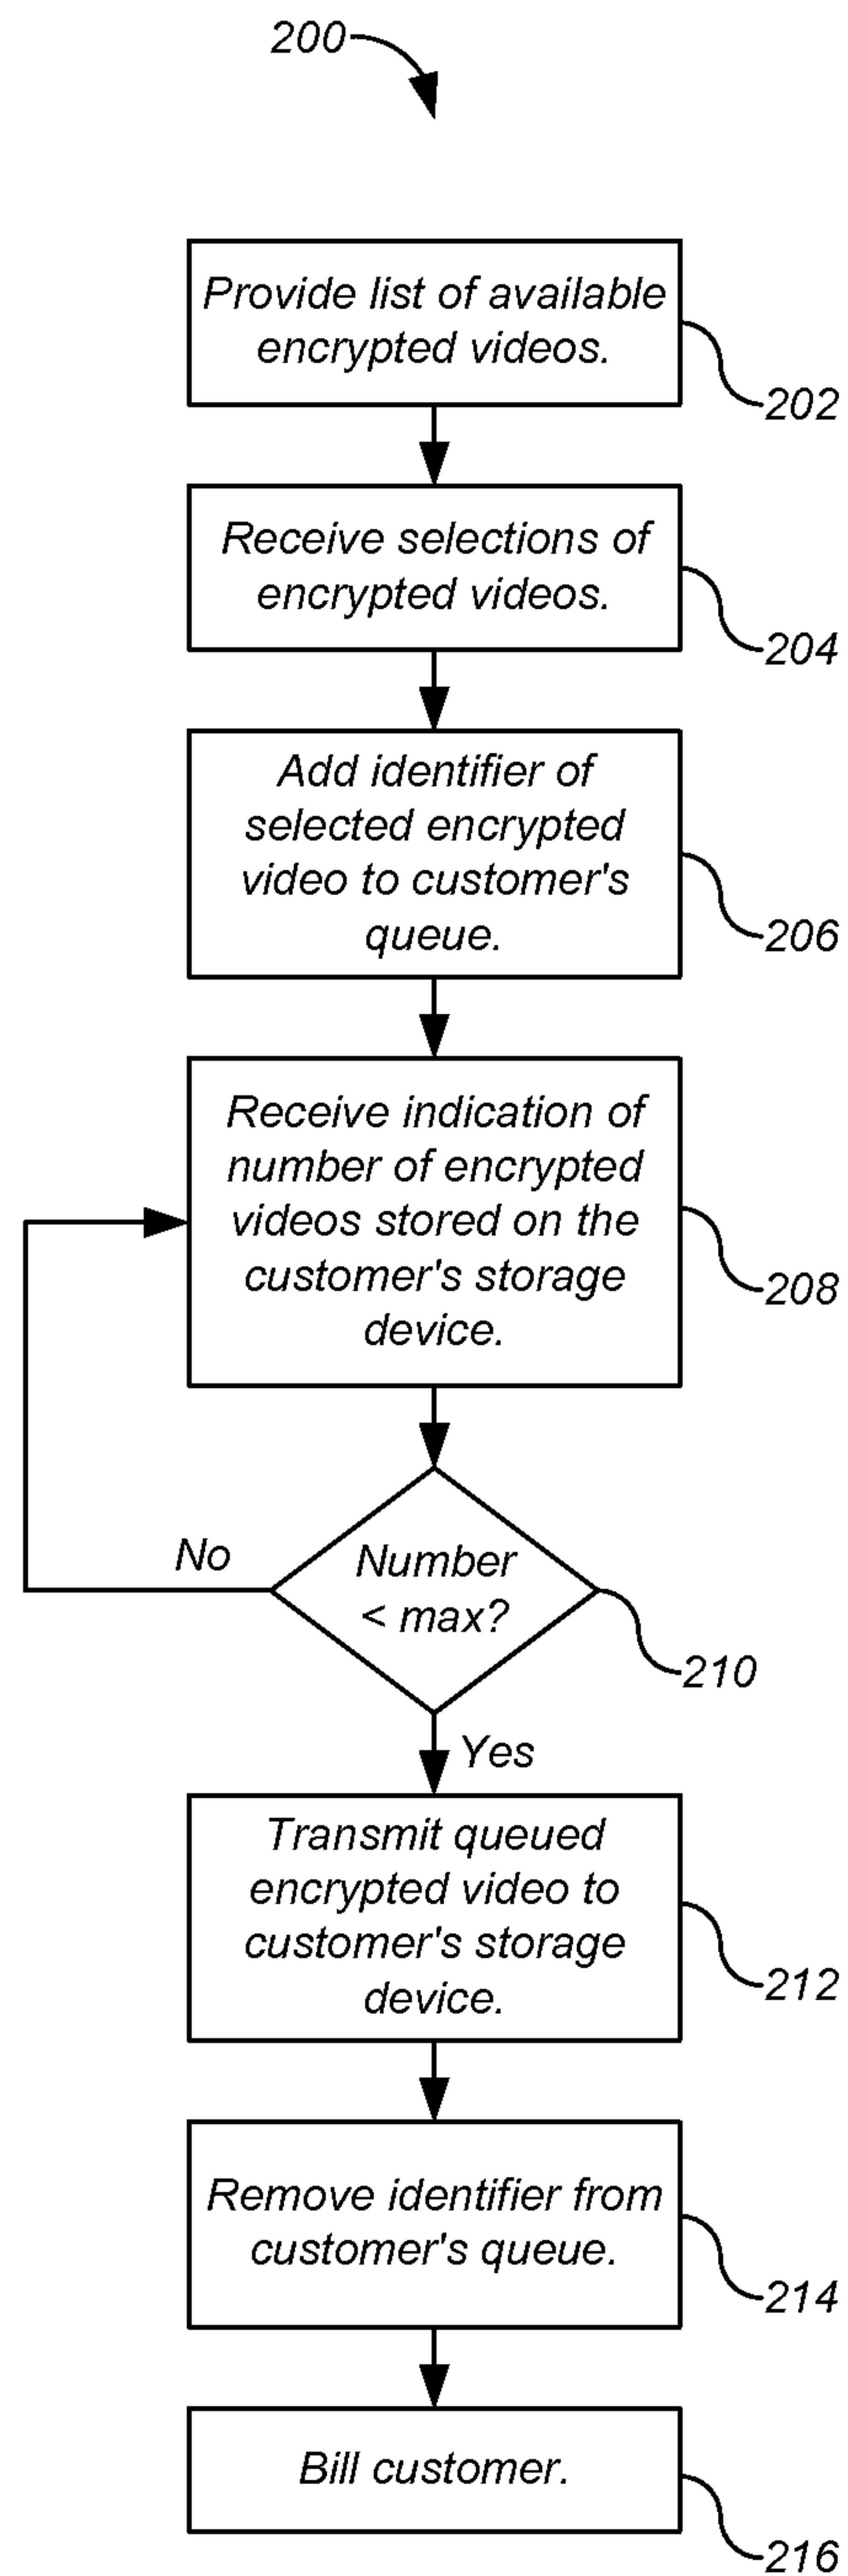 200
Provide list of available
encrypted videos.
202
Receive selections of
encrypted videos.
204
Add identifier of
selected encrypted
video to customer's
queue.
206
Receive indication of
number of encrypted
videos stored on the
customer's storage
device.
208
No
Number
< max?
210
Yes
Transmit queued
encrypted video to
customer's storage
device.
212
Remove identifier from
customer's queue.
214
Bill customer.
216